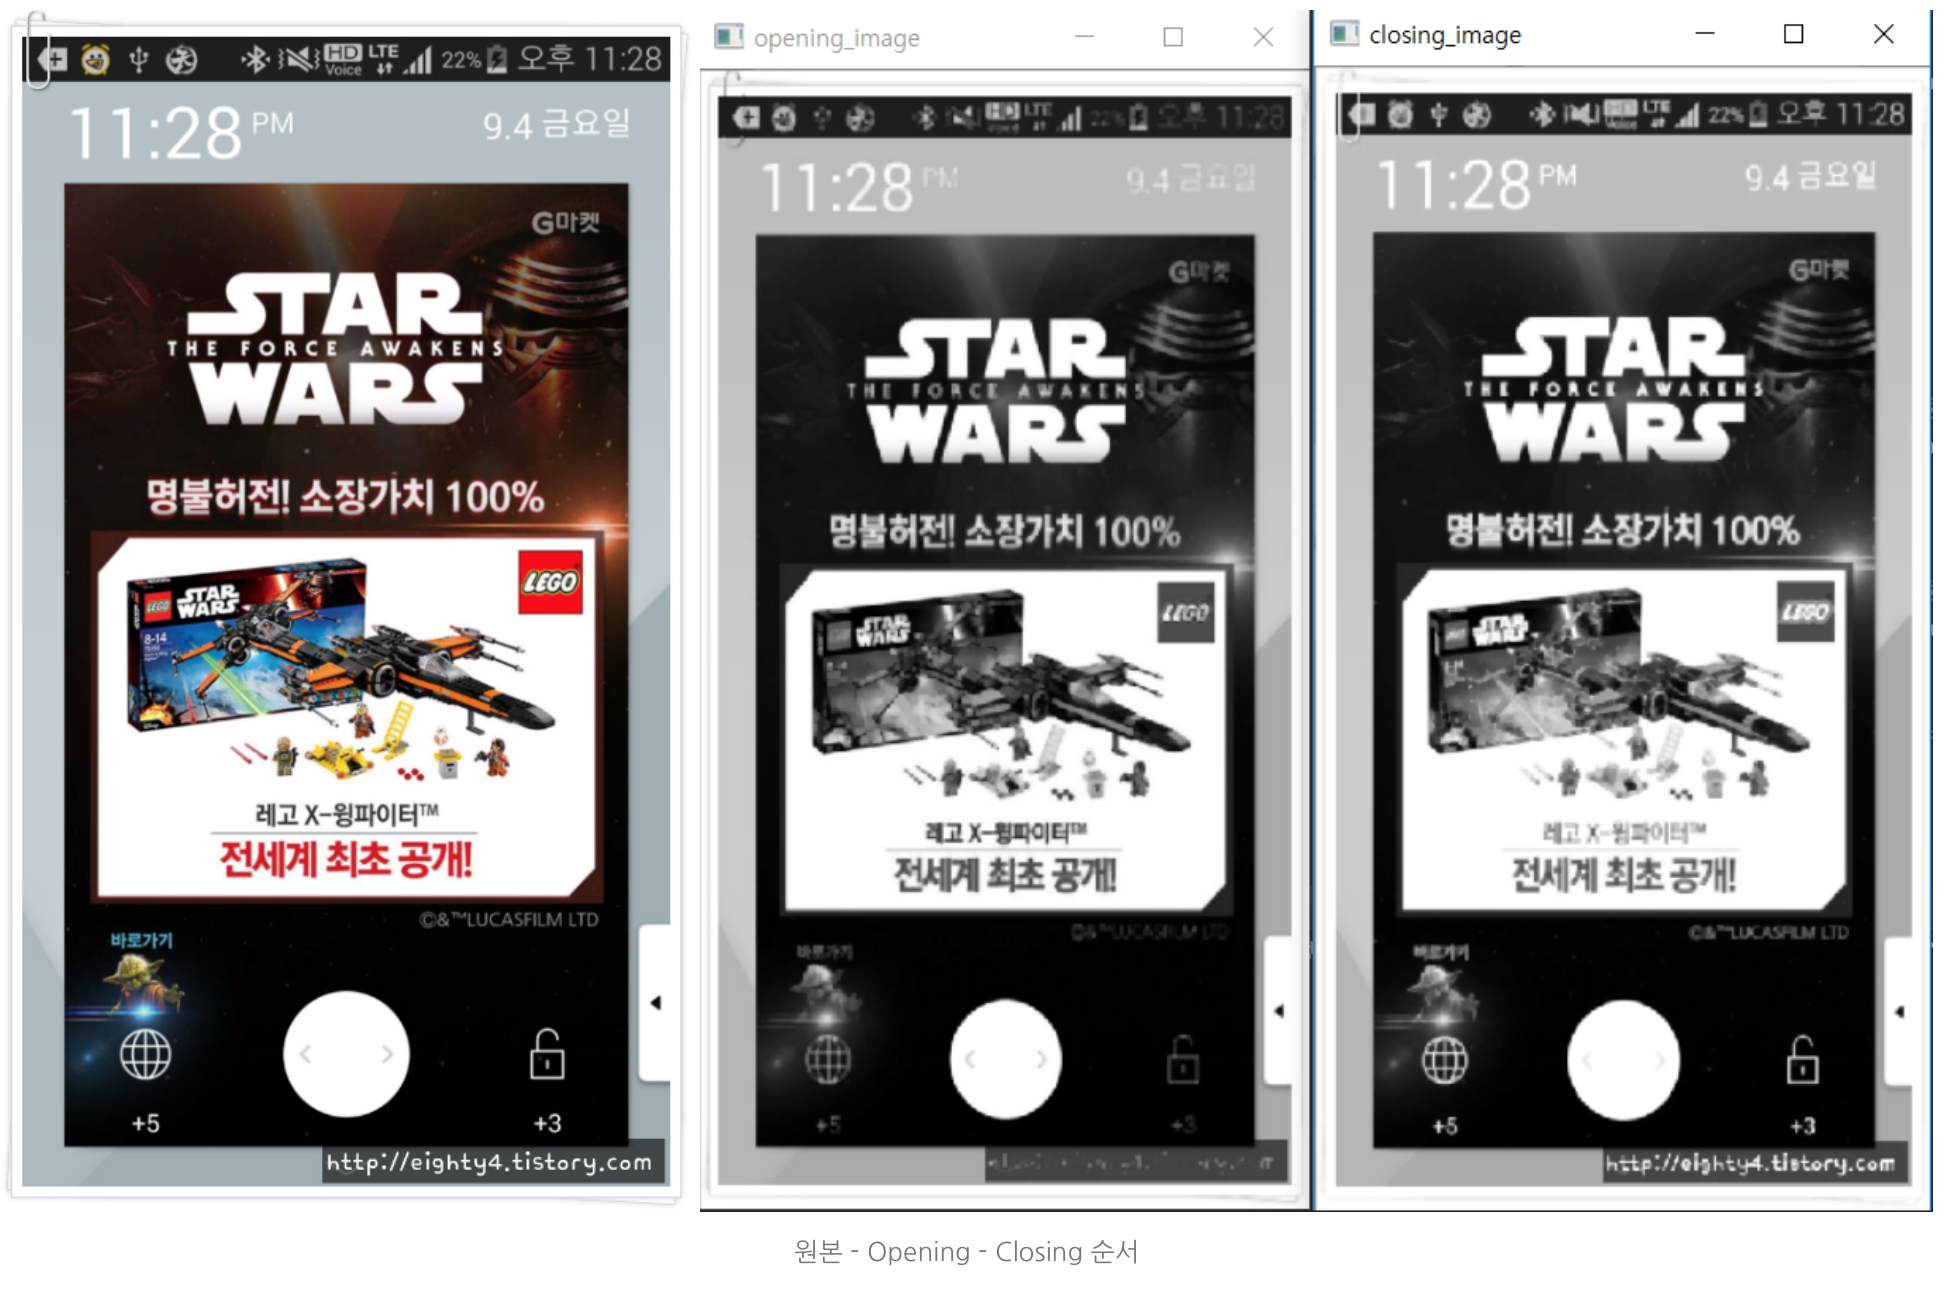 HD Voice LTE 22% 오후 11:28
11:28 PM
9.4 금요일
G마켓
STAR
THE FORCE AWAKENS
WARS
명불허전! 소장가치 100%
LEGO
LEGO STAR WARS
8-14
레고 X-윙파이터™
전세계 최초 공개!
©&™LUCASFILM LTD
바로가기
+5
+3
http://eighty4.tistory.com
opening_image
HD Voice LTE 22% 오후 11:28
11:28 PM
9.4 금요일
G마켓
STAR
THE FORCE AWAKENS
WARS
명불허전! 소장가치 100%
LEGO
STAR WARS
레고 X-윙파이터™
전세계 최초 공개!
©&™LUCASFILM LTD
바로가기
+5
+3
closing_image
HD LTE 22% 오후 11:28
11:28 PM
9.4 금요일
G마켓
STAR
THE FORCE AWAKENS
WARS
명불허전! 소장가치 100%
LEGO
STAR WARS
레고 X-윙파이터™
전세계 최초 공개!
©&™LUCASFILM LTD
바로가기
+5
+3
http://eighty4.tistory.com
원본 - Opening - Closing 순서